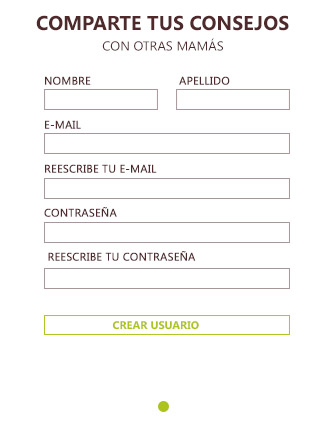 COMPARTE TUS CONSEJOS
CON OTRAS MAMÁS
NOMBRE APELLIDO
E-MAIL
REESCRIBE TU E-MAIL
CONTRASEÑA
REESCRIBE TU CONTRASEÑA
CREAR USUARIO